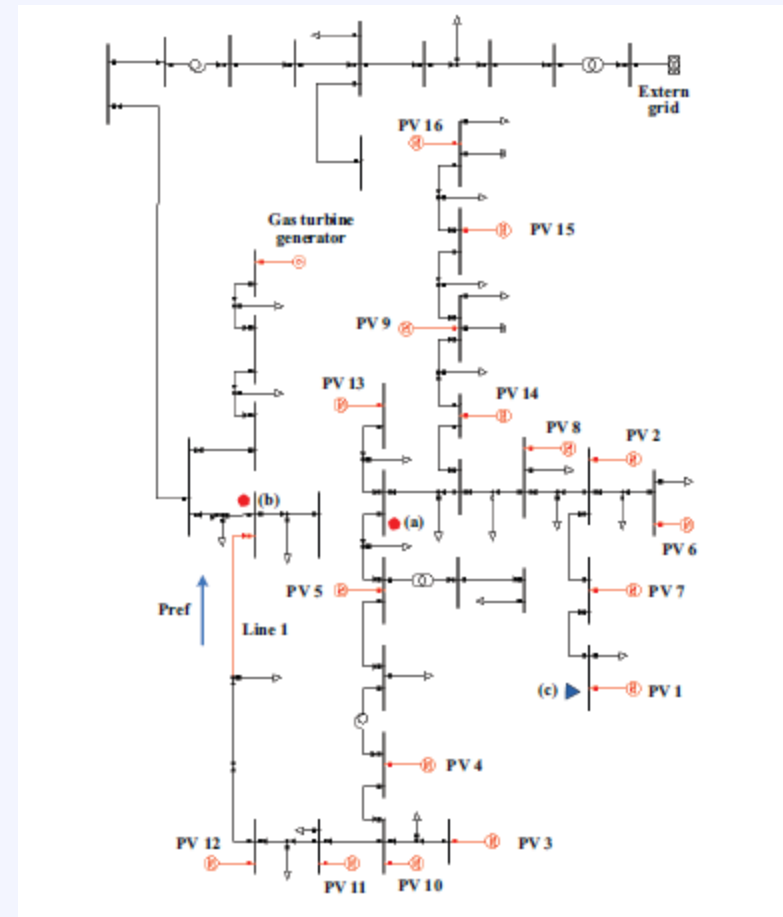 Extern
grid
PV 16
Gas turbine
generator
PV 15
PV 9
PV 13
PV 14
PV 8
PV 2
(b)
(a)
PV 6
PV 5
PV 7
Pref
Line 1
(c)
PV 1
PV 4
PV 12
PV 3
PV 11
PV 10